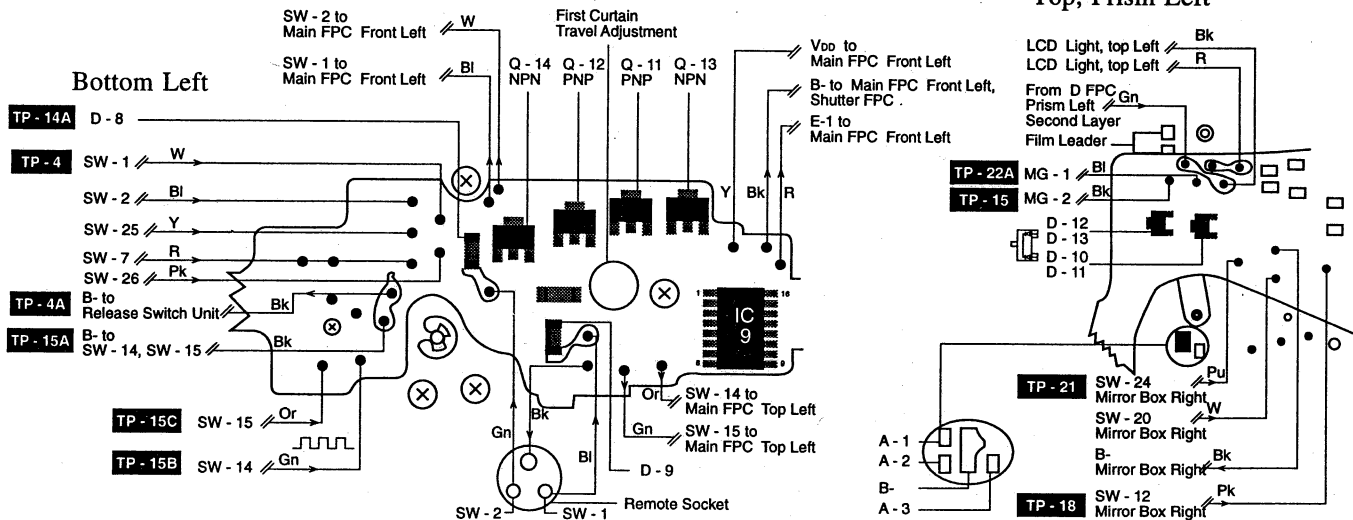 Bottom Left
TP - 14A D - 8
TP - 4 SW - 1 W
SW - 2 Bl
SW - 25 Y
SW - 7 R
SW - 26 Pk
TP - 4A B- to
Release Switch Unit Bk
TP - 15A B- to
SW - 14, SW - 15 Bk
TP - 15C SW - 15 Or
TP - 15B SW - 14 Gn
SW - 2 to
Main FPC Front Left W
SW - 1 to
Main FPC Front Left Bl
First Curtain
Travel Adjustment
Q - 14 Q - 12 Q - 11 Q - 13
NPN PNP PNP NPN
VDD to
Main FPC Front Left
B- to Main FPC Front Left,
Shutter FPC .
E-1 to
Main FPC Front Left
Y Bk R
1 16
IC
9
8 9
Or SW - 14 to
Main FPC Top Left
Gn SW - 15 to
Main FPC Top Left
Gn Bk Bl
D - 9
Remote Socket
SW - 2 SW - 1
Top, Prism Left
LCD Light, top Left Bk
LCD Light, top Left R
From D FPC
Prism Left Gn
Second Layer
Film Leader
TP - 22A MG - 1 Bl
TP - 15 MG - 2 Bk
D - 12
D - 13
D - 10
D - 11
TP - 21 SW - 24 Pu
Mirror Box Right
SW - 20 W
Mirror Box Right
B- Bk
Mirror Box Right
TP - 18 SW - 12 Pk
Mirror Box Right
A - 1
A - 2
B-
A - 3